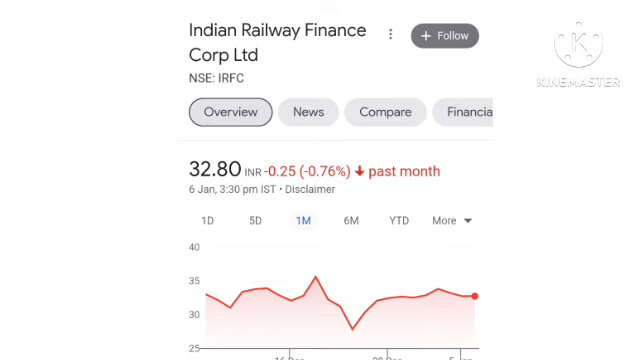 Indian Railway Finance
Corp Ltd
+ Follow
NSE: IRFC
KINEMASTER
Overview News Compare Financia
32.80 INR -0.25 (-0.76%) ↓ past month
6 Jan, 3:30 pm IST • Disclaimer
1D 5D 1M 6M YTD More
40
35
30
25